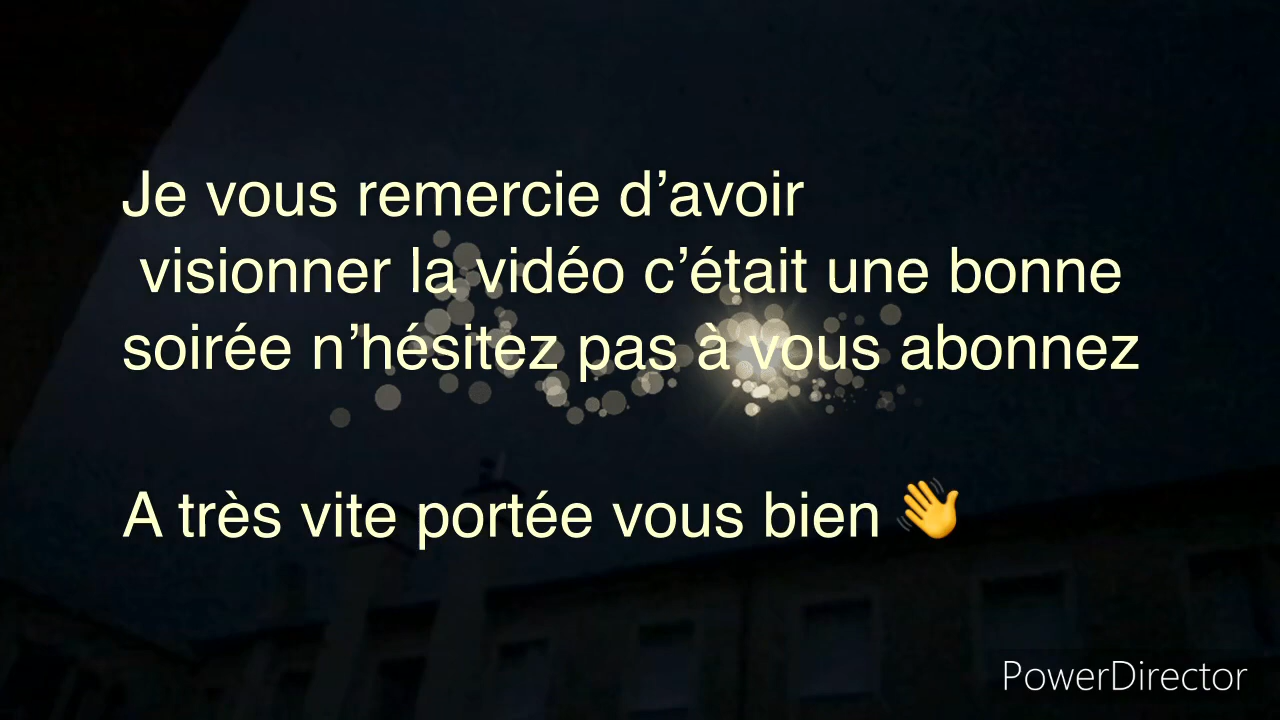 Je vous remercie d’avoir
visionner la vidéo c’était une bonne
soirée n’hésitez pas à vous abonnez
A très vite portée vous bien 👋
PowerDirector